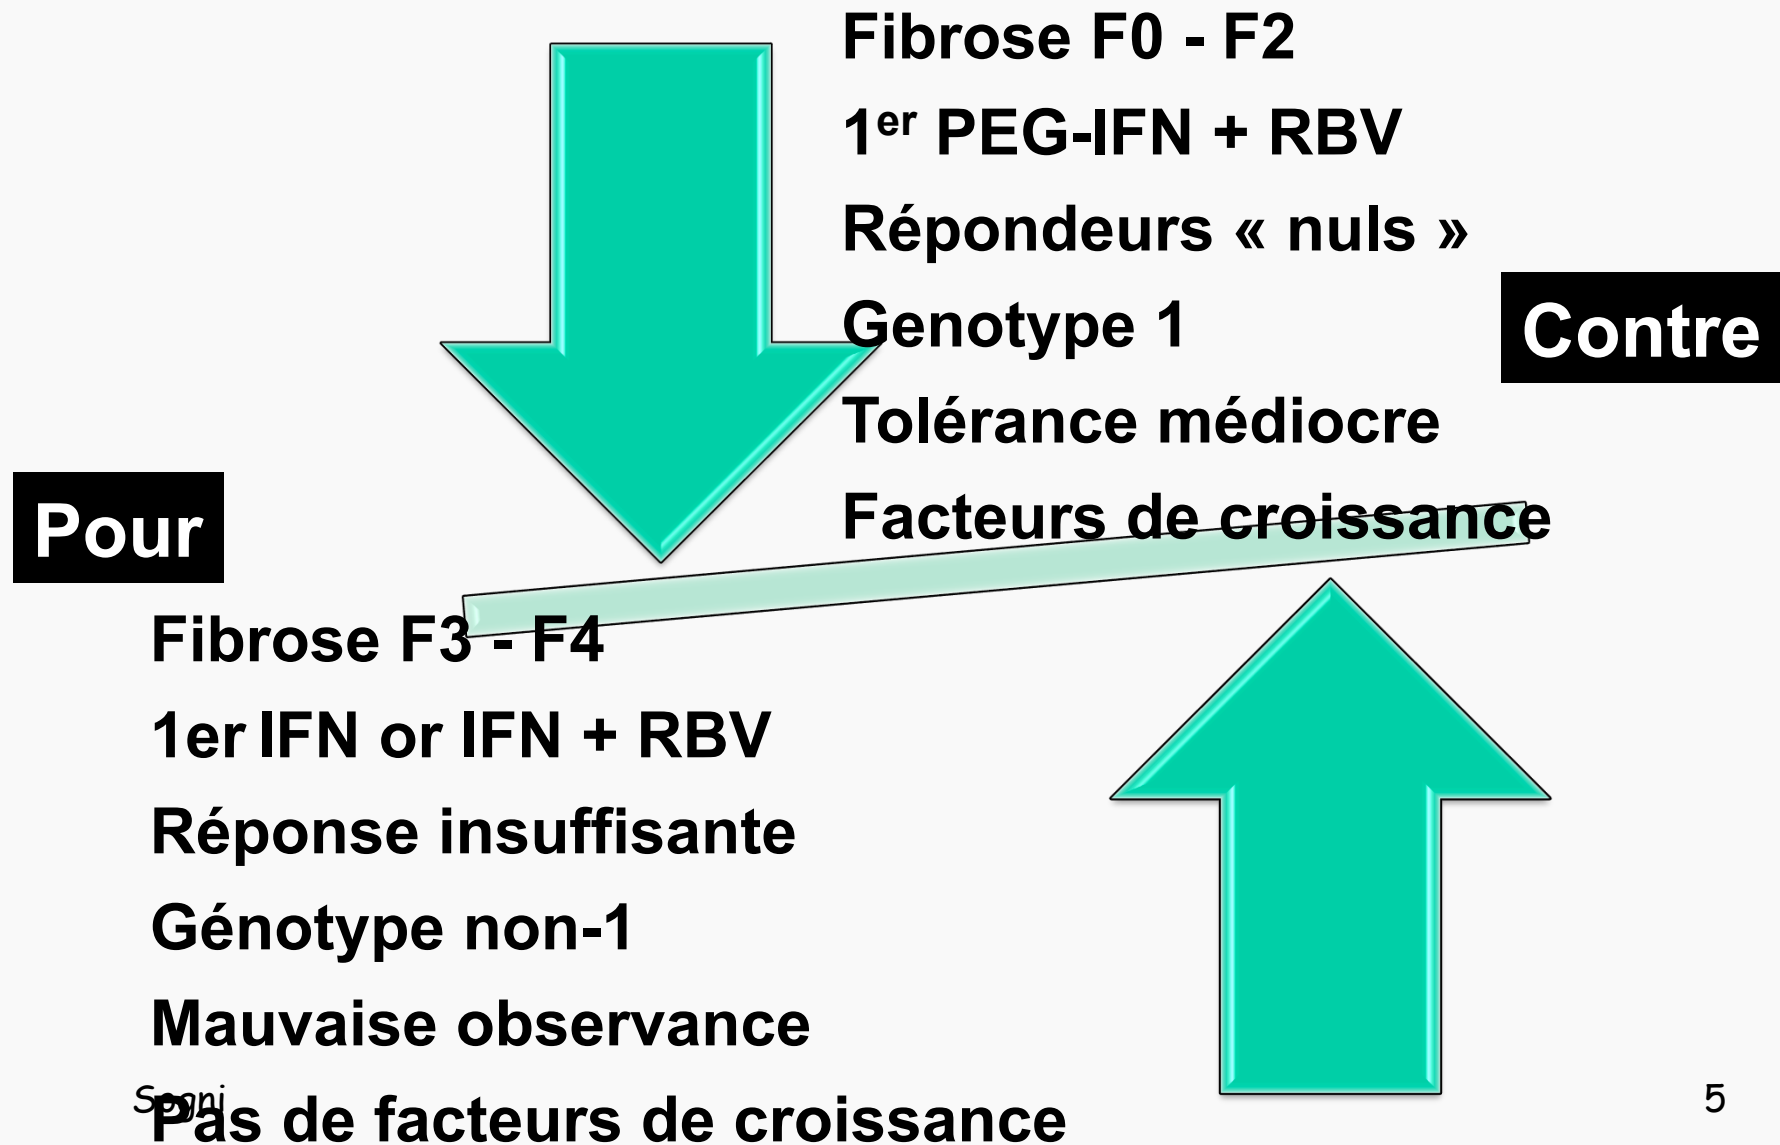 Fibrose F0 - F2
1er PEG-IFN + RBV
Répondeurs « nuls »
Genotype 1
Tolérance médiocre
Facteurs de croissance
Contre
Pour
Fibrose F3 - F4
1er IFN or IFN + RBV
Réponse insuffisante
Génotype non-1
Mauvaise observance
Pas de facteurs de croissance
Sogni
5